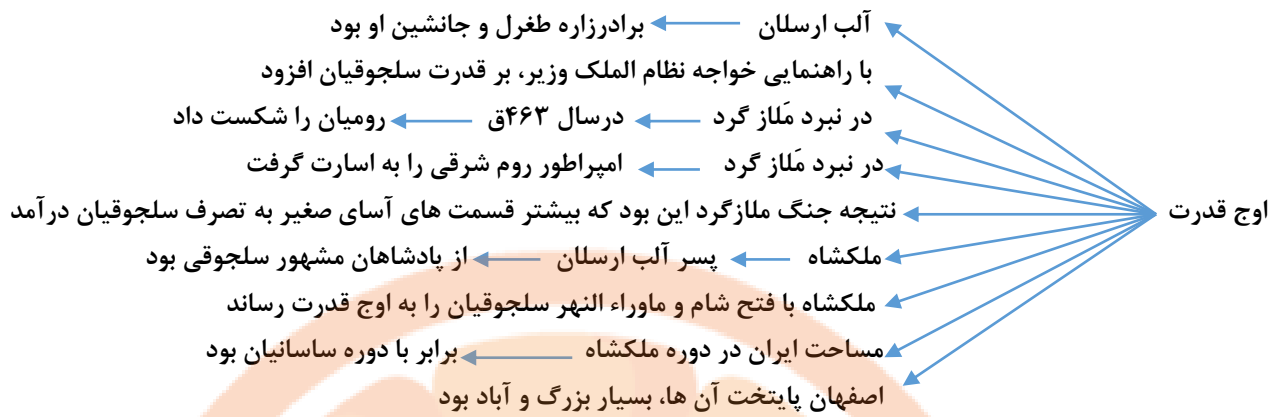 آلب ارسلان برادرزاره طغرل و جانشین او بود
با راهنمایی خواجه نظام الملک وزیر، بر قدرت سلجوقیان افزود
در نبرد مَلاز گرد درسال ۴۶۳ق رومیان را شکست داد
در نبرد مَلاز گرد امپراطور روم شرقی را به اسارت گرفت
اوج قدرت نتیجه جنگ ملازگرد این بود که بیشتر قسمت های آسای صغیر به تصرف سلجوقیان درآمد
ملکشاه پسر آلب ارسلان از پادشاهان مشهور سلجوقی بود
ملکشاه با فتح شام و ماوراء النهر سلجوقیان را به اوج قدرت رساند
مساحت ایران در دوره ملکشاه برابر با دوره ساسانیان بود
اصفهان پایتخت آن ها، بسیار بزرگ و آباد بود